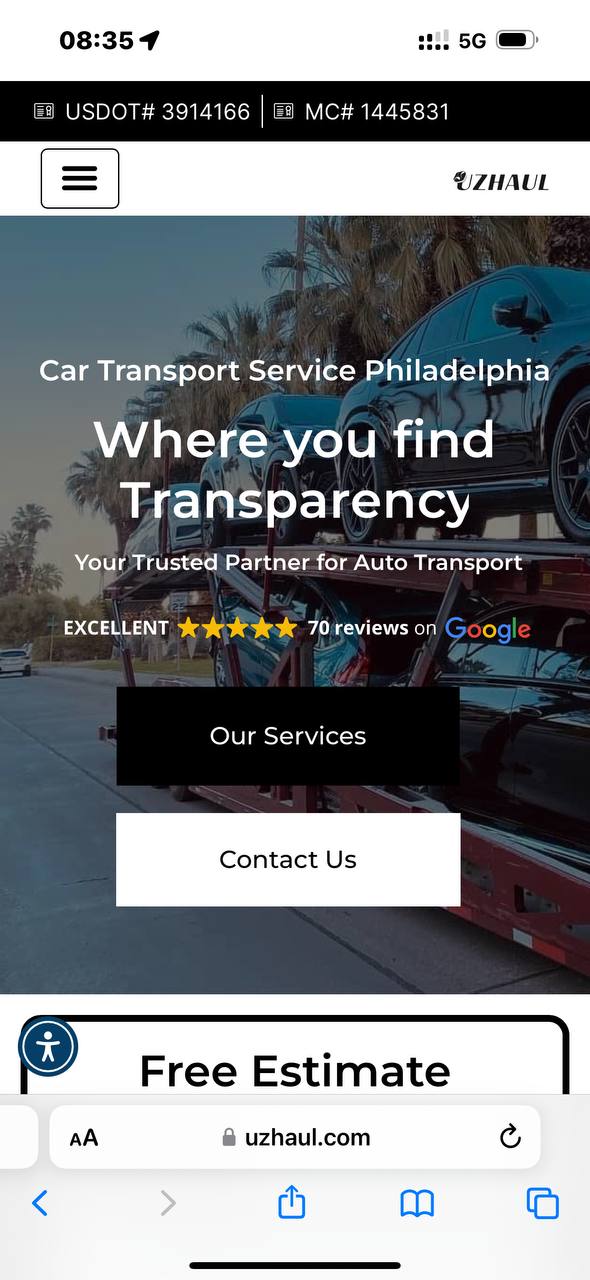 08:35
5G
USDOT# 3914166
MC# 1445831
UZHAUL
Car Transport Service Philadelphia
Where you find
Transparency
Your Trusted Partner for Auto Transport
EXCELLENT 70 reviews on Google
Our Services
Contact Us
Free Estimate
AA uzhaul.com